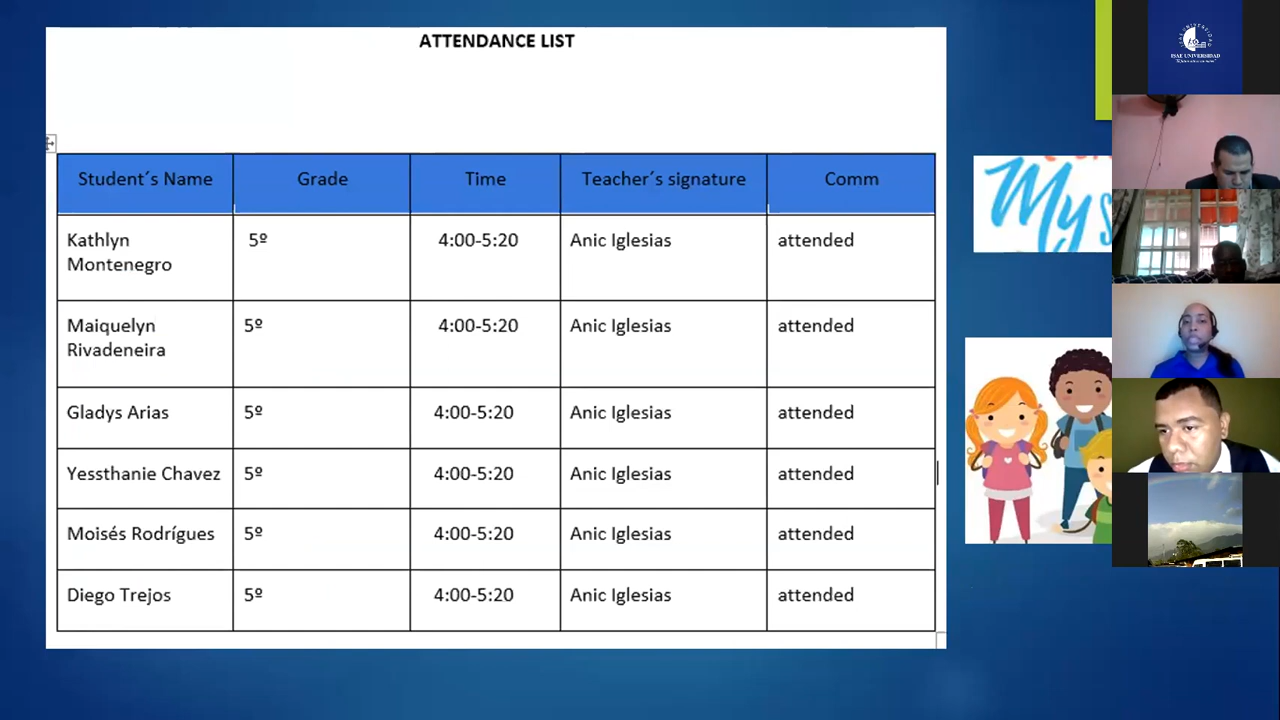 ATTENDANCE LIST
Student´s Name Grade Time Teacher´s signature Comm
Kathlyn 5º 4:00-5:20 Anic Iglesias attended
Montenegro
Maiquelyn 5º 4:00-5:20 Anic Iglesias attended
Rivadeneira
Gladys Arias 5º 4:00-5:20 Anic Iglesias attended
Yessthanie Chavez 5º 4:00-5:20 Anic Iglesias attended
Moisés Rodrígues 5º 4:00-5:20 Anic Iglesias attended
Diego Trejos 5º 4:00-5:20 Anic Iglesias attended
My s
ISAE UNIVERSIDAD